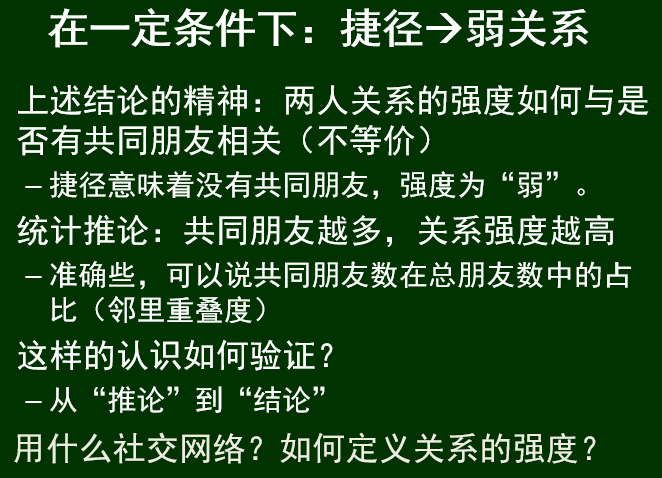 在一定条件下：捷径→弱关系
上述结论的精神：两人关系的强度如何与是
否有共同朋友相关（不等价）
–捷径意味着没有共同朋友，强度为“弱”。
统计推论：共同朋友越多，关系强度越高
–准确些，可以说共同朋友数在总朋友数中的占
比（邻里重叠度）
这样的认识如何验证？
–从“推论”到“结论”
用什么社交网络？如何定义关系的强度？